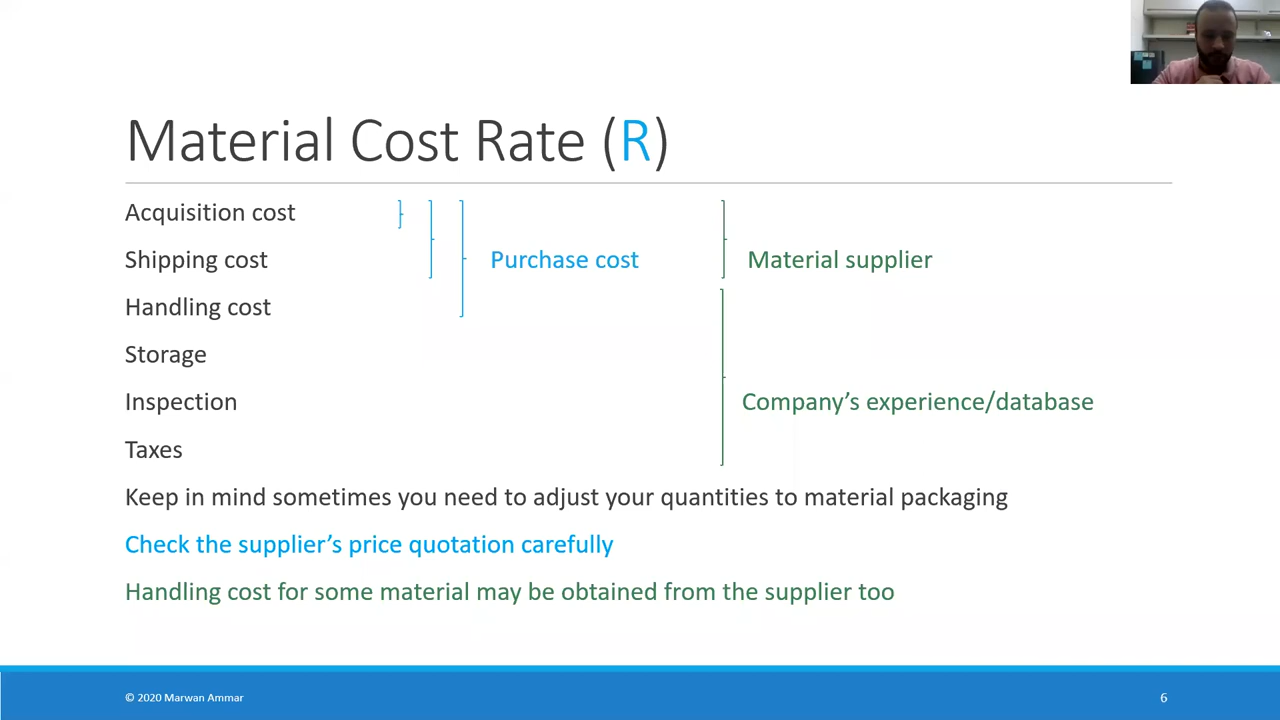 Material Cost Rate (R)
Acquisition cost
Shipping cost
Purchase cost
Material supplier
Handling cost
Storage
Inspection
Company’s experience/database
Taxes
Keep in mind sometimes you need to adjust your quantities to material packaging
Check the supplier’s price quotation carefully
Handling cost for some material may be obtained from the supplier too
© 2020 Marwan Ammar
6